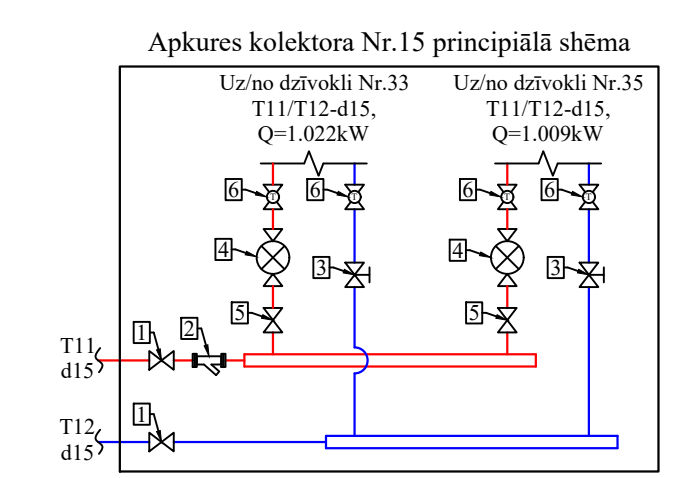 Apkures kolektora Nr.15 principiālā shēma
Uz/no dzīvokli Nr.33
T11/T12-d15,
Q=1.022kW
Uz/no dzīvokli Nr.35
T11/T12-d15,
Q=1.009kW
6
T
6
T
6
T
6
T
4
3
4
3
5
5
T11
d15
1
2
T12
d15
1